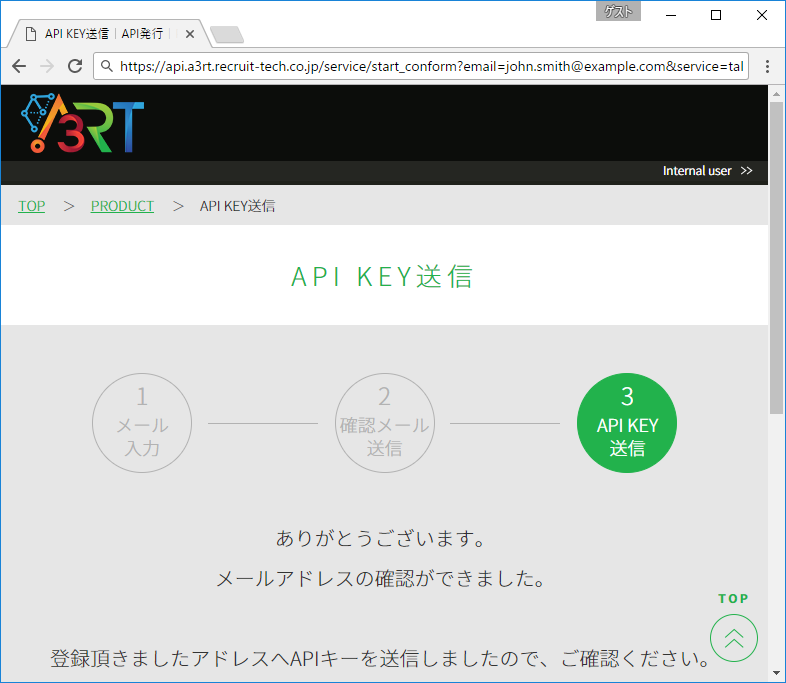 ゲスト
API KEY送信｜API発行｜
https://api.a3rt.recruit-tech.co.jp/service/start_conform?email=john.smith@example.com&service=tal
A3RT
Internal user >>
TOP > PRODUCT > API KEY送信
API KEY送信
1
メール
入力
2
確認メール
送信
3
API KEY
送信
ありがとうございます。
メールアドレスの確認ができました。
TOP
登録頂きましたアドレスへAPIキーを送信しましたので、ご確認ください。